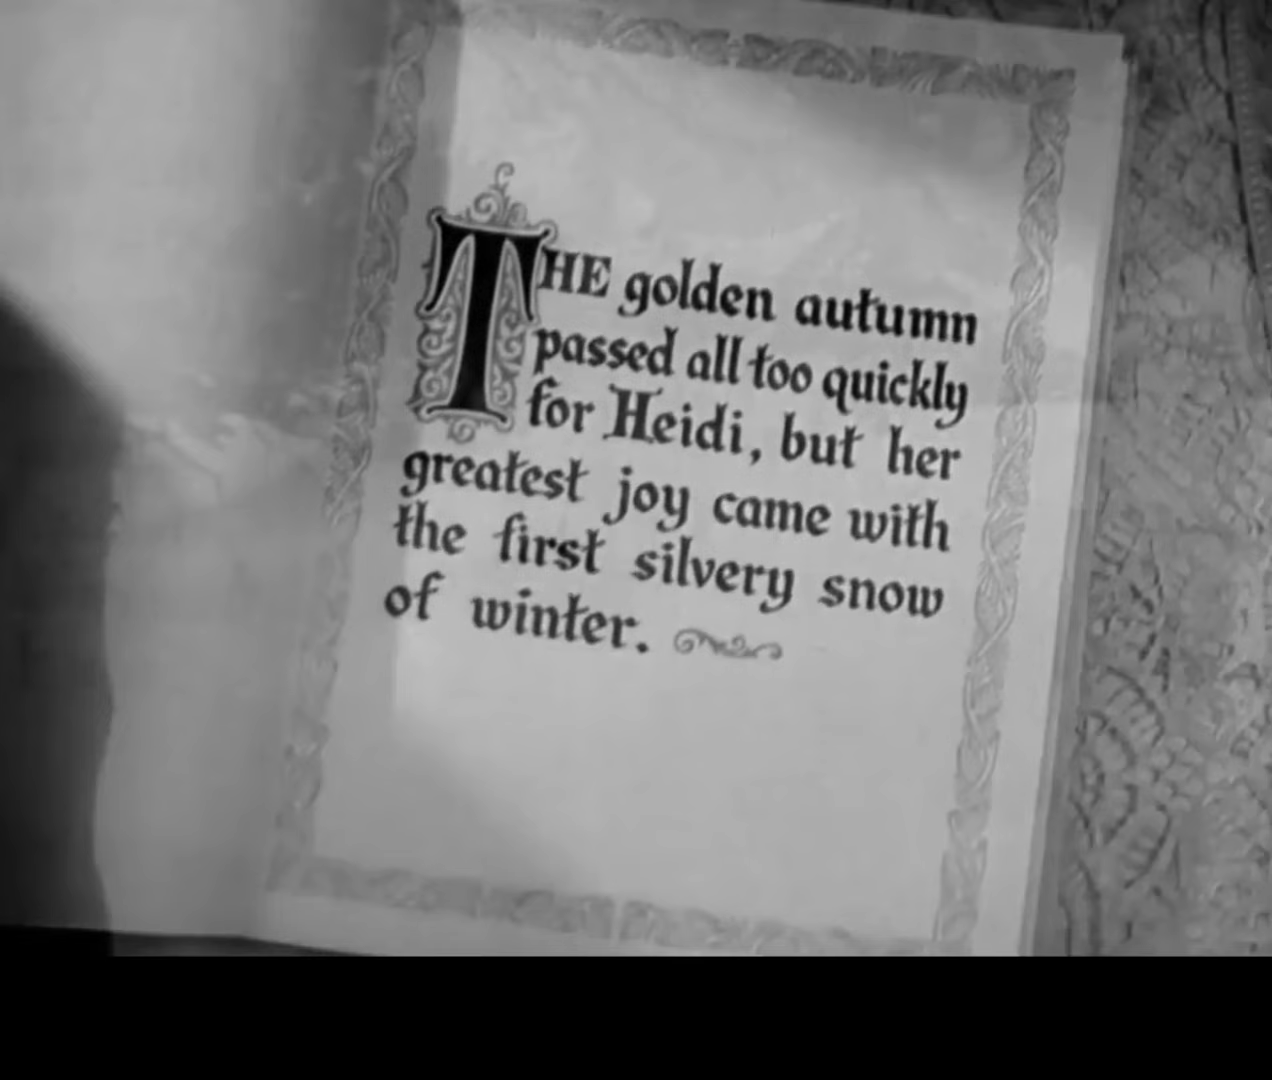 THE golden autumn
passed all too quickly
for Heidi, but her
greatest joy came with
the first silvery snow
of winter.